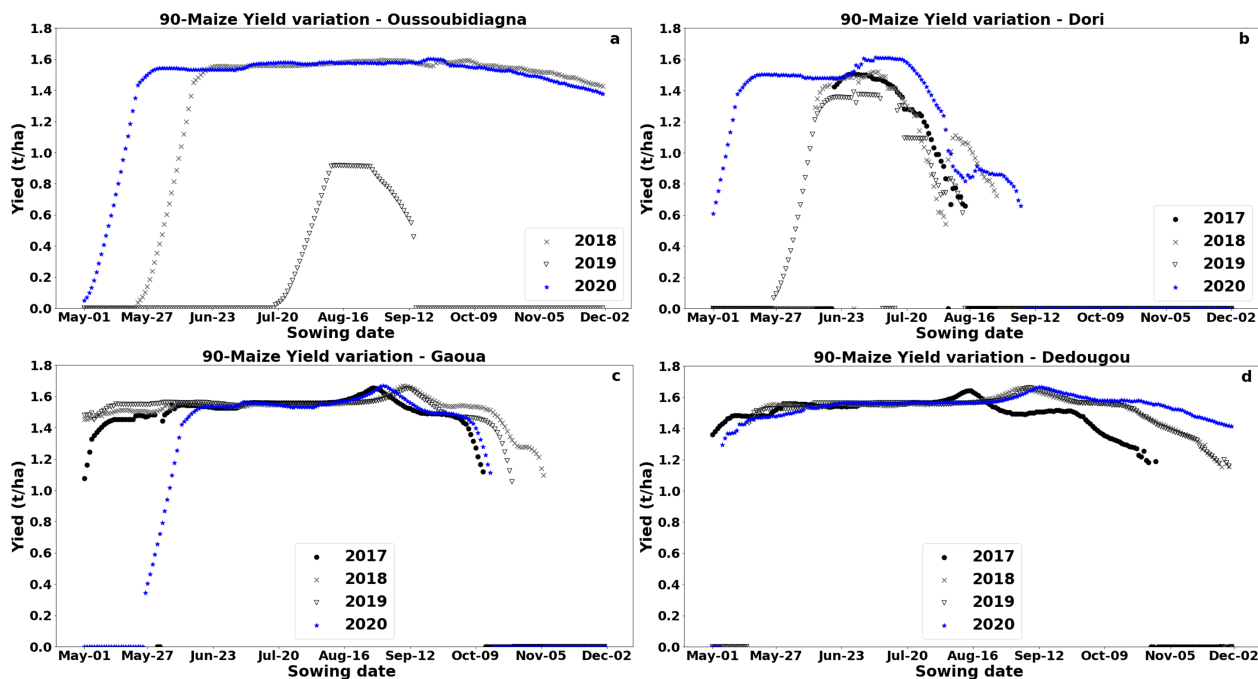 90-Maize Yield variation - Oussoubidiagna
a
Yied (t/ha)
1.8
1.6
1.4
1.2
1.0
0.8
0.6
0.4
0.2
0.0
2018
2019
2020
May-01 May-27 Jun-23 Jul-20 Aug-16 Sep-12 Oct-09 Nov-05 Dec-02
Sowing date
90-Maize Yield variation - Dori
b
Yied (t/ha)
1.8
1.6
1.4
1.2
1.0
0.8
0.6
0.4
0.2
0.0
2017
2018
2019
2020
May-01 May-27 Jun-23 Jul-20 Aug-16 Sep-12 Oct-09 Nov-05 Dec-02
Sowing date
90-Maize Yield variation - Gaoua
c
Yied (t/ha)
1.8
1.6
1.4
1.2
1.0
0.8
0.6
0.4
0.2
0.0
2017
2018
2019
2020
May-01 May-27 Jun-23 Jul-20 Aug-16 Sep-12 Oct-09 Nov-05 Dec-02
Sowing date
90-Maize Yield variation - Dedougou
d
Yied (t/ha)
1.8
1.6
1.4
1.2
1.0
0.8
0.6
0.4
0.2
0.0
2017
2018
2019
2020
May-01 May-27 Jun-23 Jul-20 Aug-16 Sep-12 Oct-09 Nov-05 Dec-02
Sowing date